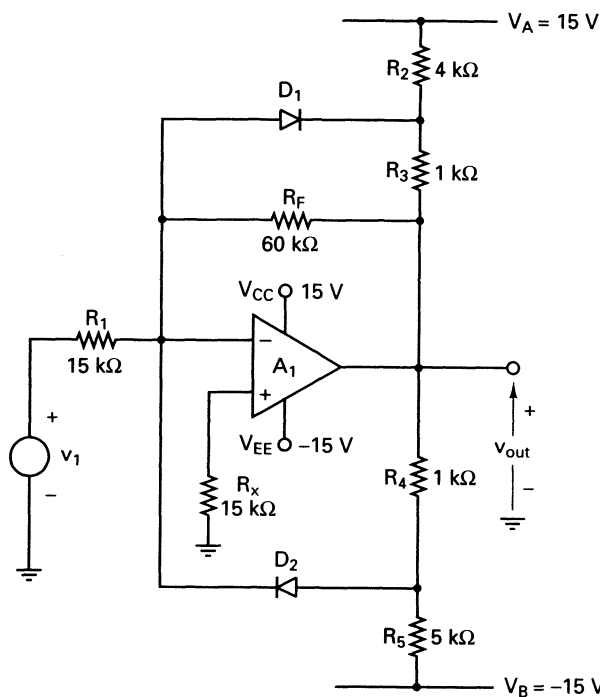 V_A = 15 V
R_2 4 kΩ
D_1
R_3 1 kΩ
R_F
60 kΩ
V_CC 15 V
R_1
15 kΩ
−
A_1
+
+
v_1
−
V_EE −15 V
R_x
15 kΩ
R_4 1 kΩ
+
v_out
−
D_2
R_5 5 kΩ
V_B = −15 V